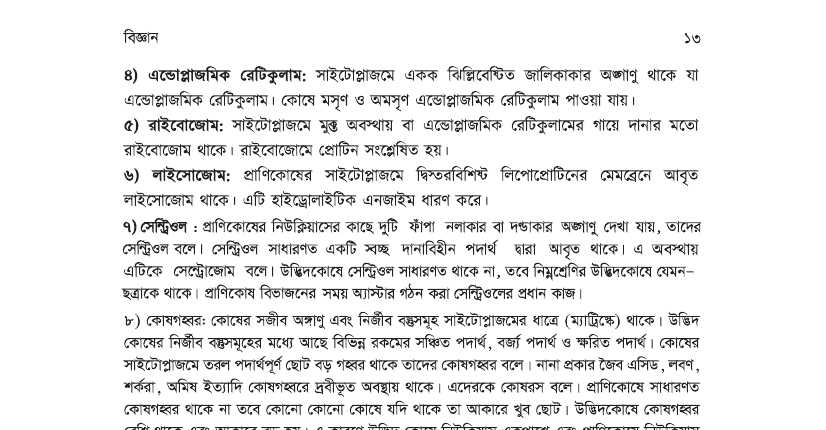 বিজ্ঞান ১৩
৪) এন্ডোপ্লাজমিক রেটিকুলাম: সাইটোপ্লাজমে একক ঝিল্লিবেষ্টিত জালিকাকার অঙ্গাণু থাকে যা
এন্ডোপ্লাজমিক রেটিকুলাম। কোষে মসৃণ ও অমসৃণ এন্ডোপ্লাজমিক রেটিকুলাম পাওয়া যায়।
৫) রাইবোজোম: সাইটোপ্লাজমে মুক্ত অবস্থায় বা এন্ডোপ্লাজমিক রেটিকুলামের গায়ে দানার মতো
রাইবোজোম থাকে। রাইবোজোমে প্রোটিন সংশ্লেষিত হয়।
৬) লাইসোজোম: প্রাণিকোষের সাইটোপ্লাজমে দ্বিস্তরবিশিষ্ট লিপোপ্রোটিনের মেমব্রেনে আবৃত
লাইসোজোম থাকে। এটি হাইড্রোলাইটিক এনজাইম ধারণ করে।
৭) সেন্ট্রিওল : প্রাণিকোষের নিউক্লিয়াসের কাছে দুটি ফাঁপা নলাকার বা দণ্ডাকার অঙ্গাণু দেখা যায়, তাদের
সেন্ট্রিওল বলে। সেন্ট্রিওল সাধারণত একটি স্বচ্ছ দানাবিহীন পদার্থ দ্বারা আবৃত থাকে। এ অবস্থায়
এটিকে সেন্ট্রোজোম বলে। উদ্ভিদকোষে সেন্ট্রিওল সাধারণত থাকে না, তবে নিম্নশ্রেণির উদ্ভিদকোষে যেমন–
ছত্রাকে থাকে। প্রাণিকোষ বিভাজনের সময় অ্যাস্টার গঠন করা সেন্ট্রিওলের প্রধান কাজ।
৮) কোষগহ্বর: কোষের সজীব অঙ্গাণু এবং নির্জীব বস্তুসমূহ সাইটোপ্লাজমের ধাত্রে (ম্যাট্রিক্সে) থাকে। উদ্ভিদ
কোষের নির্জীব বস্তুসমূহের মধ্যে আছে বিভিন্ন রকমের সঞ্চিত পদার্থ, বর্জ্য পদার্থ ও ক্ষরিত পদার্থ। কোষের
সাইটোপ্লাজমে তরল পদার্থপূর্ণ ছোট বড় গহ্বর থাকে তাদের কোষগহ্বর বলে। নানা প্রকার জৈব এসিড, লবণ,
শর্করা, অমিষ ইত্যাদি কোষগহ্বরে দ্রবীভূত অবস্থায় থাকে। এদেরকে কোষরস বলে। প্রাণিকোষে সাধারণত
কোষগহ্বর থাকে না তবে কোনো কোনো কোষে যদি থাকে তা আকারে খুব ছোট। উদ্ভিদকোষে কোষগহ্বর